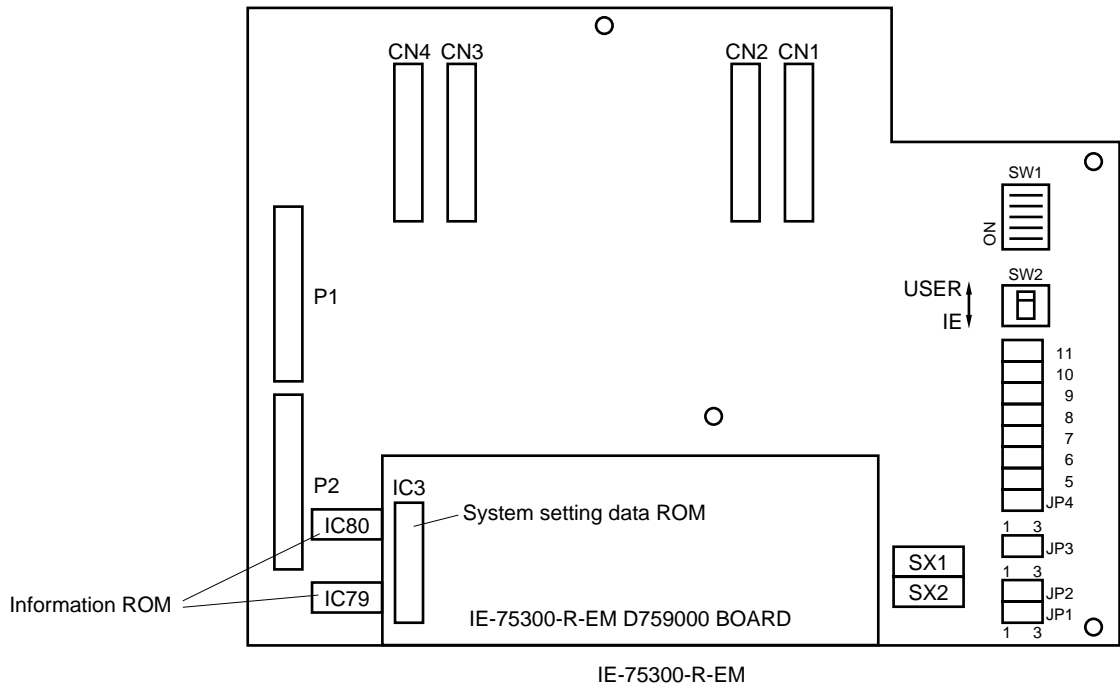 CN4 CN3 CN2 CN1
SW1
ON
SW2
USER
IE
P1
11
10
9
8
7
6
5
JP4
P2
IC3
System setting data ROM
IC80
1 3
JP3
SX1
1 3
Information ROM
IC79
SX2
JP2
IE-75300-R-EM D759000 BOARD
JP1
1 3
IE-75300-R-EM